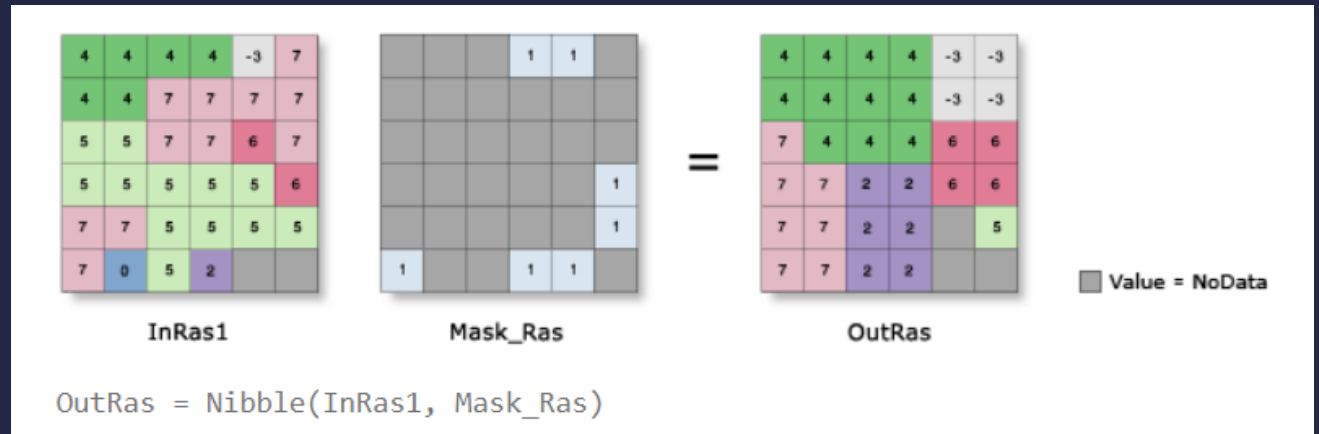 4 4 4 4 -3 7 1 1 4 4 4 4 -3 -3
4 4 7 7 7 7 4 4 4 4 -3 -3
5 5 7 7 6 7 = 7 4 4 4 6 6
5 5 5 5 5 6 1 7 7 2 2 6 6
7 7 5 5 5 5 1 7 7 2 2 5
7 0 5 2 1 1 1 7 7 2 2
Value = NoData
InRas1 Mask_Ras OutRas
OutRas = Nibble(InRas1, Mask_Ras)